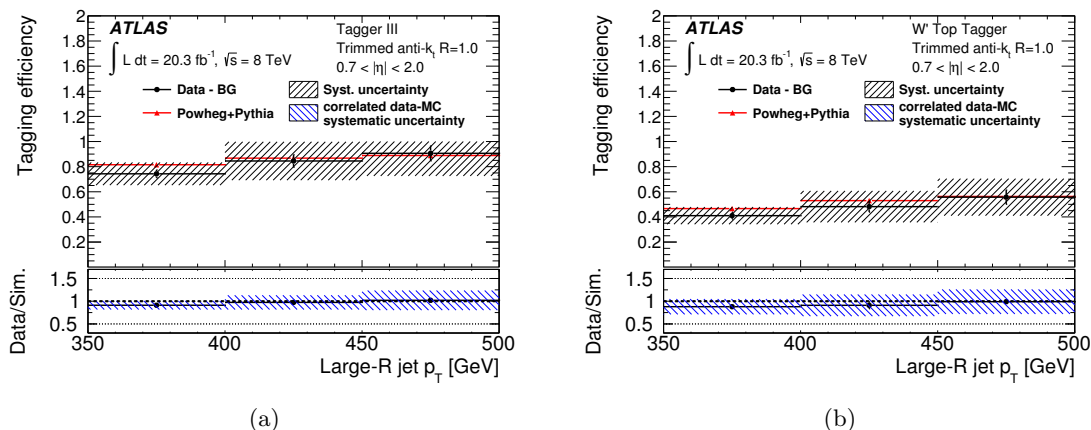 ATLAS
Tagger III
Trimmed anti-kt R=1.0
∫ L dt = 20.3 fb-1, √s = 8 TeV
0.7 < |η| < 2.0
Data - BG
Syst. uncertainty
Powheg+Pythia
correlated data-MC
systematic uncertainty
Tagging efficiency
2
1.8
1.6
1.4
1.2
1
0.8
0.6
0.4
0.2
Data/Sim.
1.5
1
0.5
350 400 450 500
Large-R jet pT [GeV]
(a)
ATLAS
W' Top Tagger
Trimmed anti-kt R=1.0
∫ L dt = 20.3 fb-1, √s = 8 TeV
0.7 < |η| < 2.0
Data - BG
Syst. uncertainty
Powheg+Pythia
correlated data-MC
systematic uncertainty
Tagging efficiency
2
1.8
1.6
1.4
1.2
1
0.8
0.6
0.4
0.2
Data/Sim.
1.5
1
0.5
350 400 450 500
Large-R jet pT [GeV]
(b)